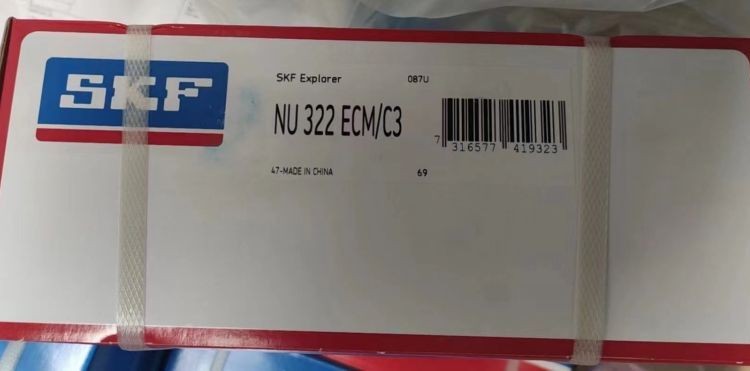 SKF
SKF Explorer 087U
NU 322 ECM/C3
7 316577 419323
47-MADE IN CHINA 69